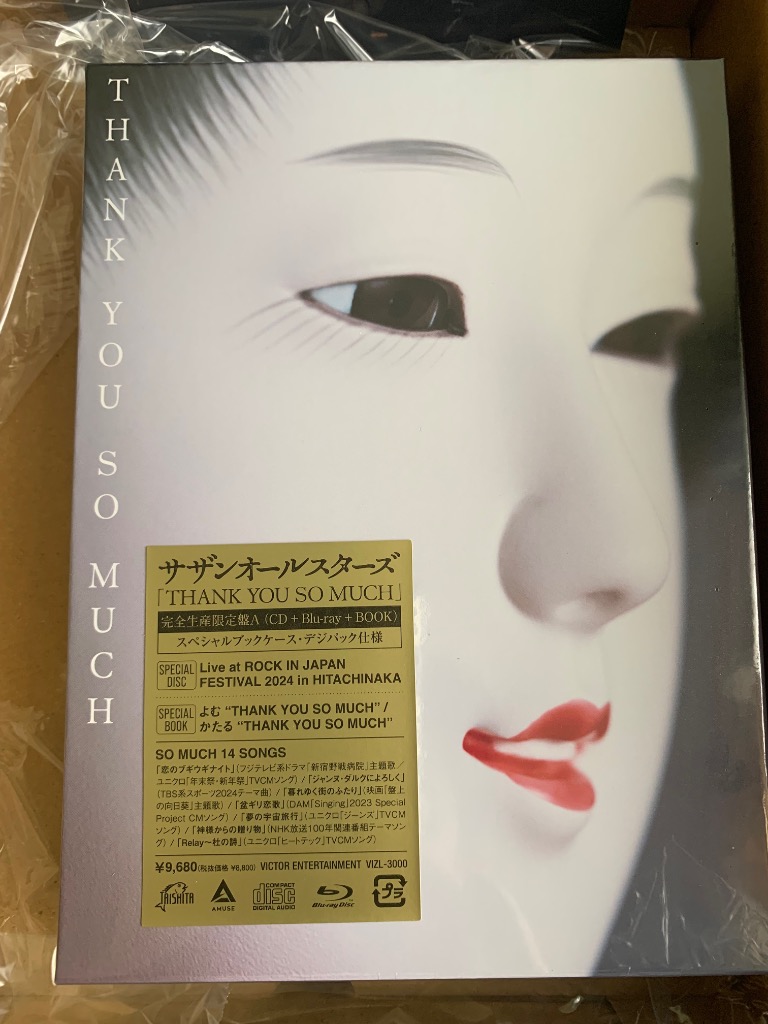 THANK YOU SO MUCH
サザンオールスターズ
「THANK YOU SO MUCH」
完全生産限定盤A (CD + Blu-ray + BOOK)
スペシャルブックケース・デジパック仕様
SPECIAL DISC Live at ROCK IN JAPAN
FESTIVAL 2024 in HITACHINAKA
SPECIAL BOOK よむ “THANK YOU SO MUCH” /
かたる “THANK YOU SO MUCH”
SO MUCH 14 SONGS
「恋のブギウギナイト」(フジテレビ系ドラマ「新宿野戦病院」主題歌／
ユニクロ「年末祭・新年祭」TVCMソング) /「ジャンヌ・ダルクによろしく」
(TBS系スポーツ2024テーマ曲) /「暮れゆく街のふたり」(映画「盤上
の向日葵」主題歌) /「盆ギリ恋歌」(DAM「Singing」2023 Special
Project CMソング) /「夢の宇宙旅行」(ユニクロ「ジーンズ」TVCM
ソング) /「神様からの贈り物」(NHK放送100年関連番組テーマソン
グ) /「Relay〜杜の詩」(ユニクロ「ヒートテック」TVCMソング)
¥9,680(税抜価格 ¥8,800) VICTOR ENTERTAINMENT VIZL-3000
TAISHITA
AMUSE
COMPACT
disc
DIGITAL AUDIO
Blu-ray Disc
プラ